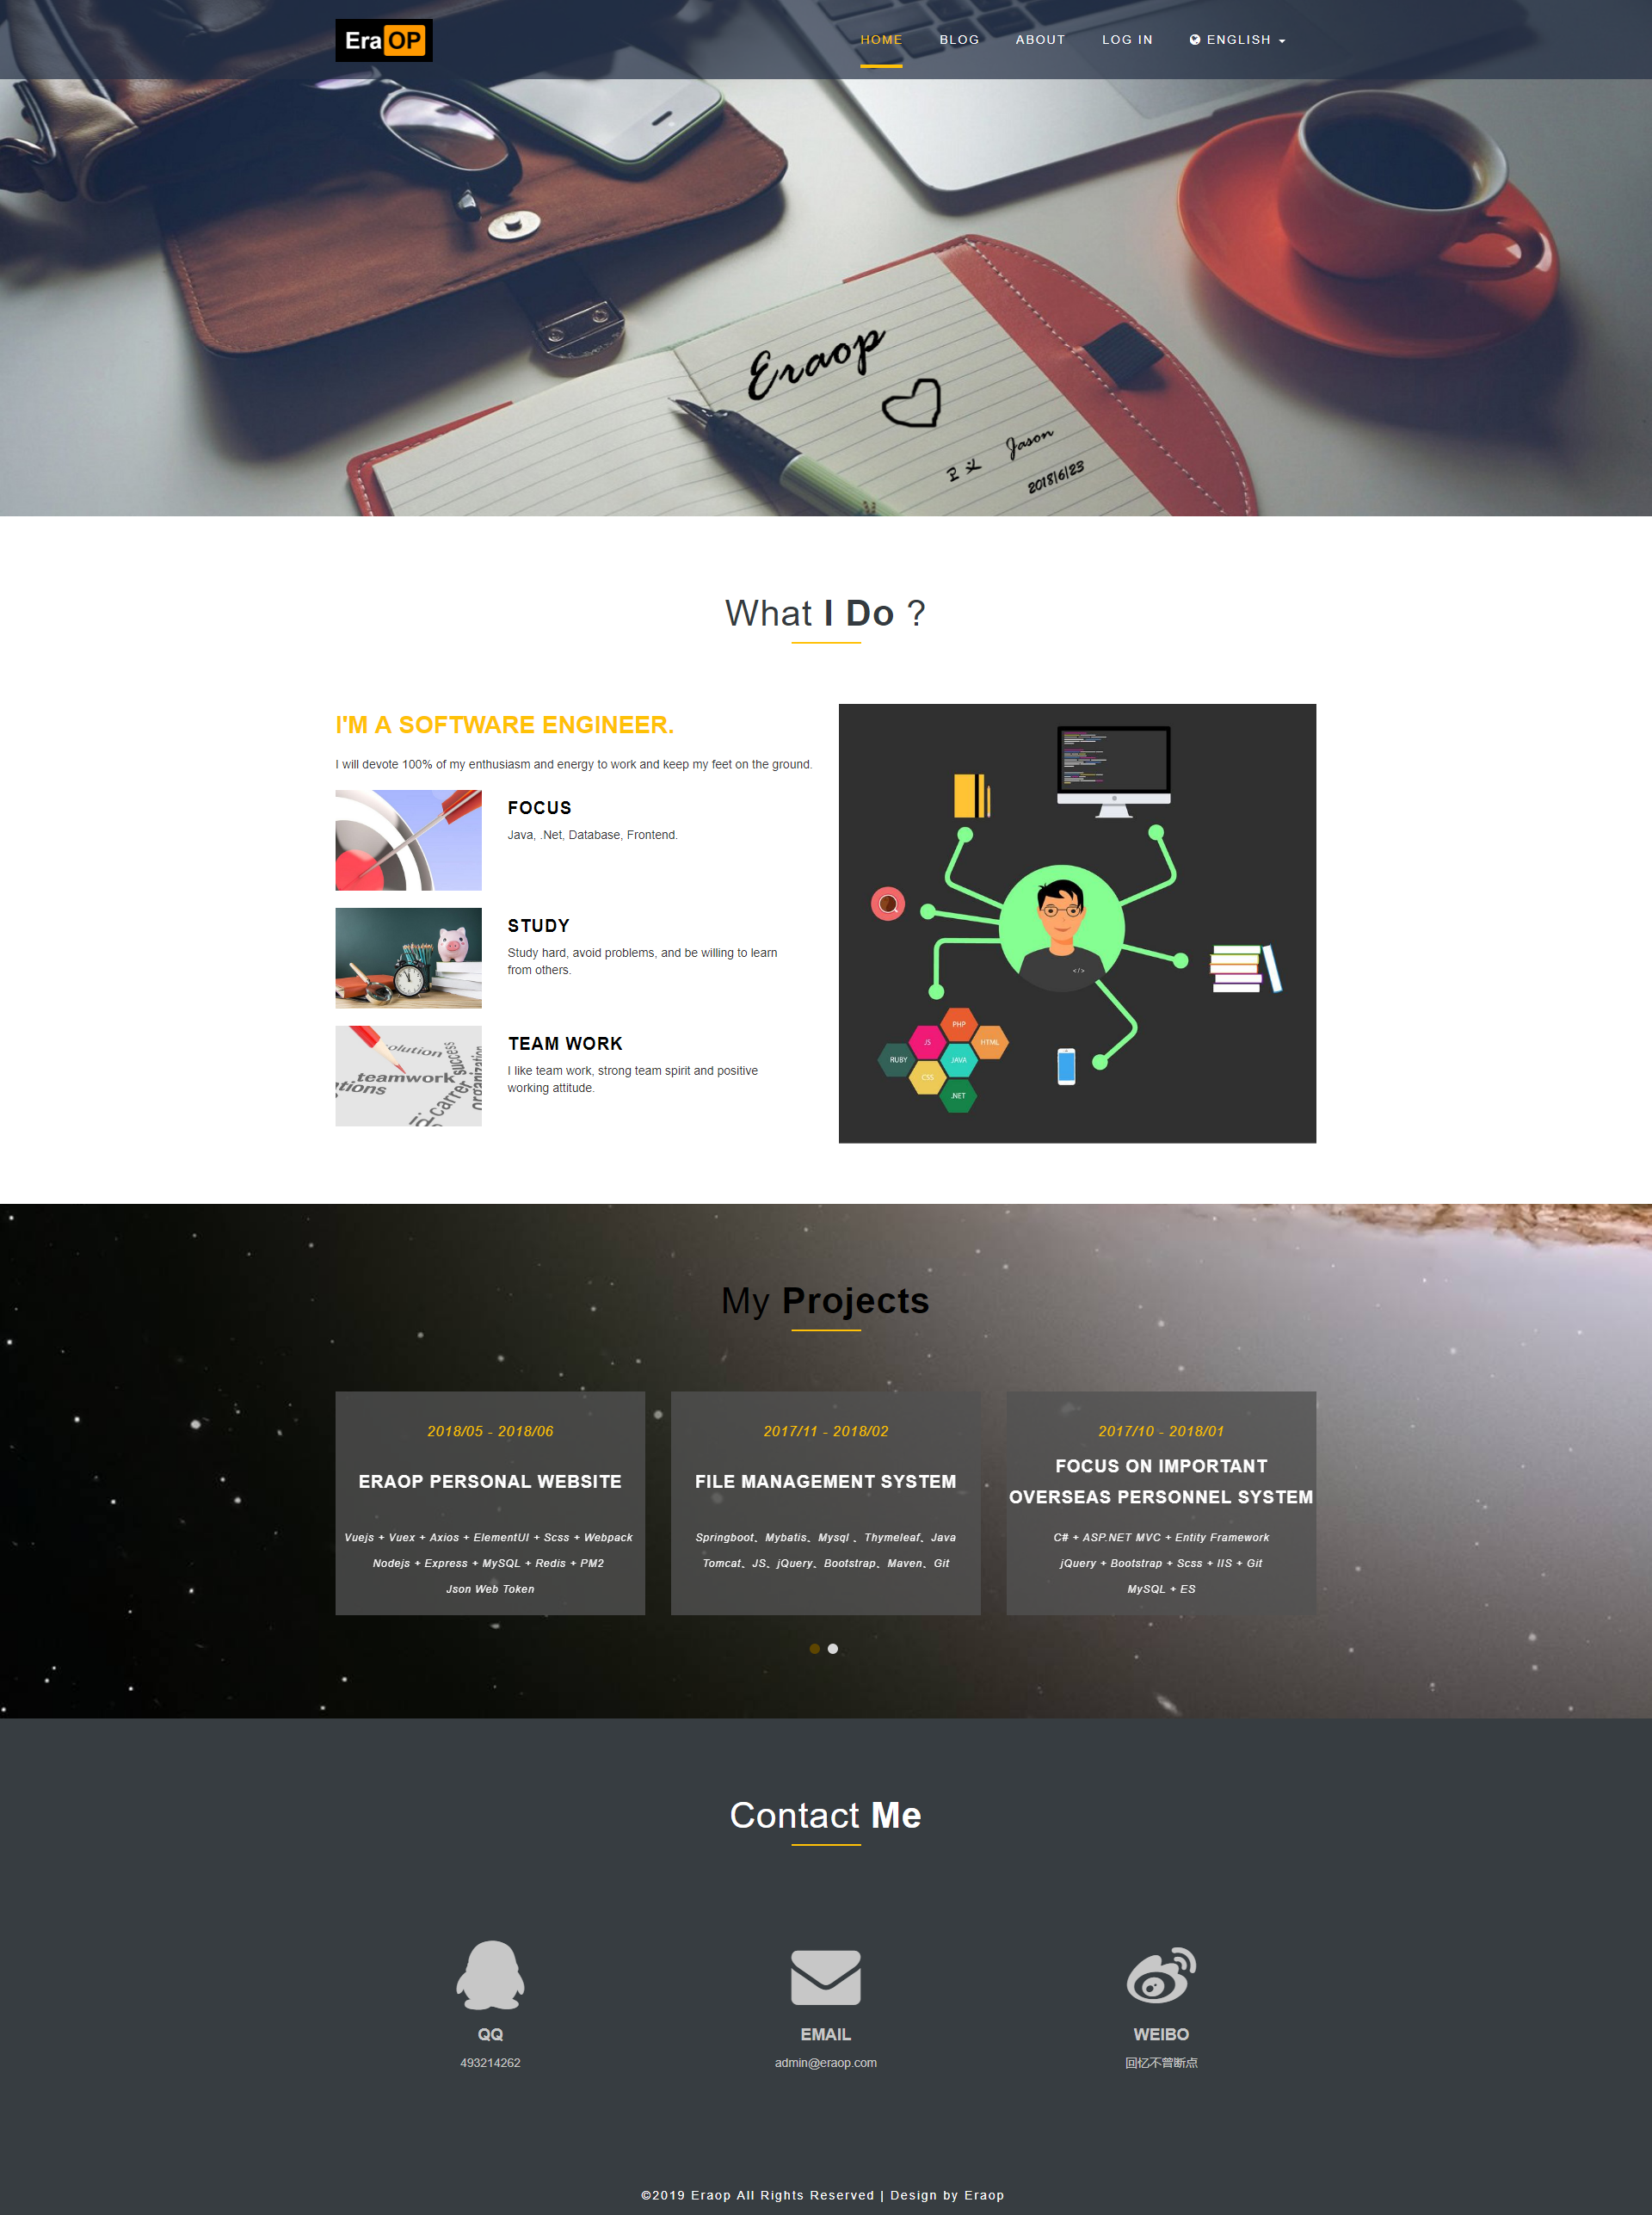 EraOP
HOME
BLOG
ABOUT
LOG IN
ENGLISH
Eraop
Jason
2018/6/23
What I Do ?
I'M A SOFTWARE ENGINEER.
I will devote 100% of my enthusiasm and energy to work and keep my feet on the ground.
FOCUS
Java, .Net, Database, Frontend.
STUDY
Study hard, avoid problems, and be willing to learn
from others.
olution
success
teamwork
tions
carrer
organization
TEAM WORK
I like team work, strong team spirit and positive
working attitude.
</>
PHP
JS
HTML
RUBY
JAVA
CSS
.NET
My Projects
2018/05 - 2018/06
ERAOP PERSONAL WEBSITE
Vuejs + Vuex + Axios + ElementUI + Scss + Webpack
Nodejs + Express + MySQL + Redis + PM2
Json Web Token
2017/11 - 2018/02
FILE MANAGEMENT SYSTEM
Springboot、Mybatis、Mysql 、Thymeleaf、Java
Tomcat、JS、jQuery、Bootstrap、Maven、Git
2017/10 - 2018/01
FOCUS ON IMPORTANT
OVERSEAS PERSONNEL SYSTEM
C# + ASP.NET MVC + Entity Framework
jQuery + Bootstrap + Scss + IIS + Git
MySQL + ES
Contact Me
QQ
493214262
EMAIL
admin@eraop.com
WEIBO
回忆不曾断点
©2019 Eraop All Rights Reserved | Design by Eraop